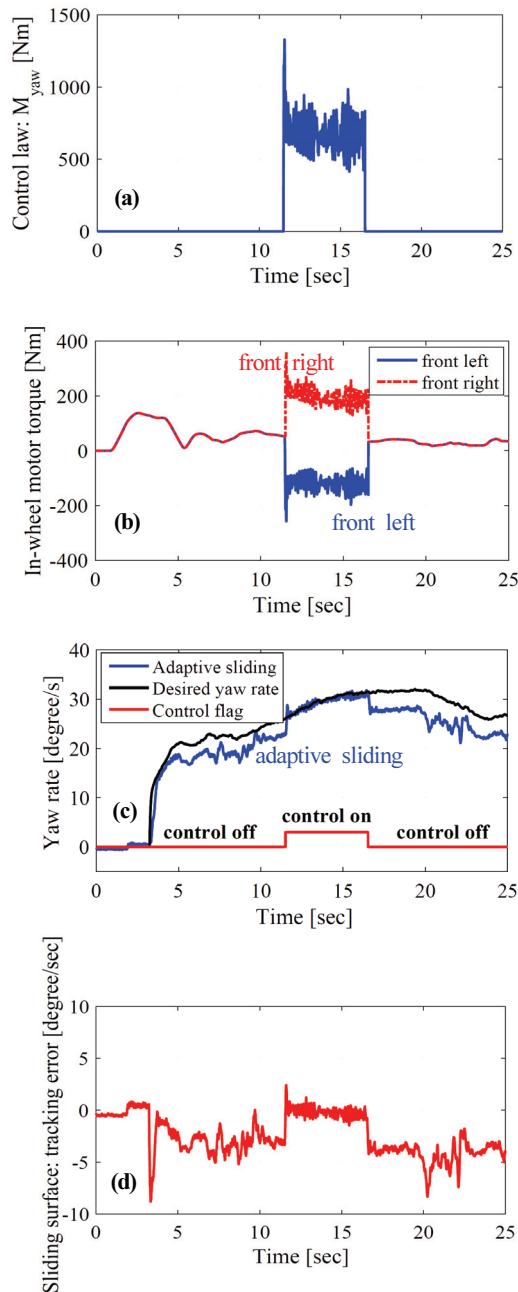 1500
1000
500
0
Control law: M_yaw [Nm]
(a)
0 5 10 15 20 25
Time [sec]
400
200
0
-200
-400
In-wheel motor torque [Nm]
front right
front left
front right
front left
(b)
0 5 10 15 20 25
Time [sec]
40
30
20
10
0
Yaw rate [degree/s]
Adaptive sliding
Desired yaw rate
Control flag
adaptive sliding
(c)
control off
control on
control off
0 5 10 15 20 25
Time [sec]
10
5
0
-5
-10
Sliding surface: tracking error [degree/sec]
(d)
0 5 10 15 20 25
Time [sec]